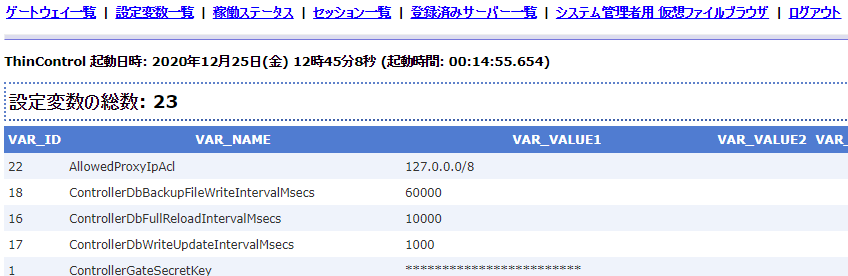 ゲートウェイ一覧 | 設定変数一覧 | 稼働ステータス | セッション一覧 | 登録済みサーバー一覧 | システム管理者用 仮想ファイルブラウザ | ログアウト
ThinControl 起動日時: 2020年12月25日(金) 12時45分8秒 (起動時間: 00:14:55.654)
設定変数の総数: 23
VAR_ID VAR_NAME VAR_VALUE1 VAR_VALUE2 VAR_
22 AllowedProxyIpAcl 127.0.0.0/8
18 ControllerDbBackupFileWriteIntervalMsecs 60000
16 ControllerDbFullReloadIntervalMsecs 10000
17 ControllerDbWriteUpdateIntervalMsecs 1000
1 ControllerGateSecretKey ************************